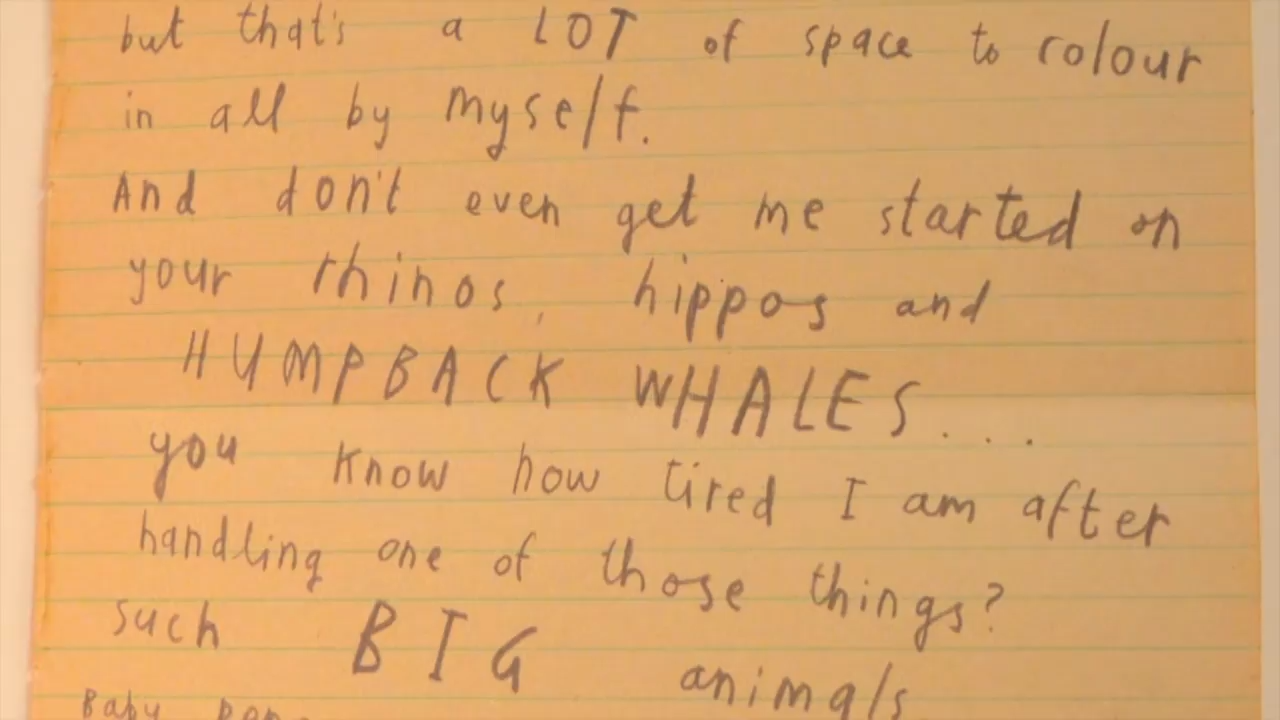 but that's a LOT of space to colour
in all by myself.
And don't even get me started on
your rhinos, hippos and
HUMPBACK WHALES...
you know how tired I am after
handling one of those things?
such BIG animals
Baby